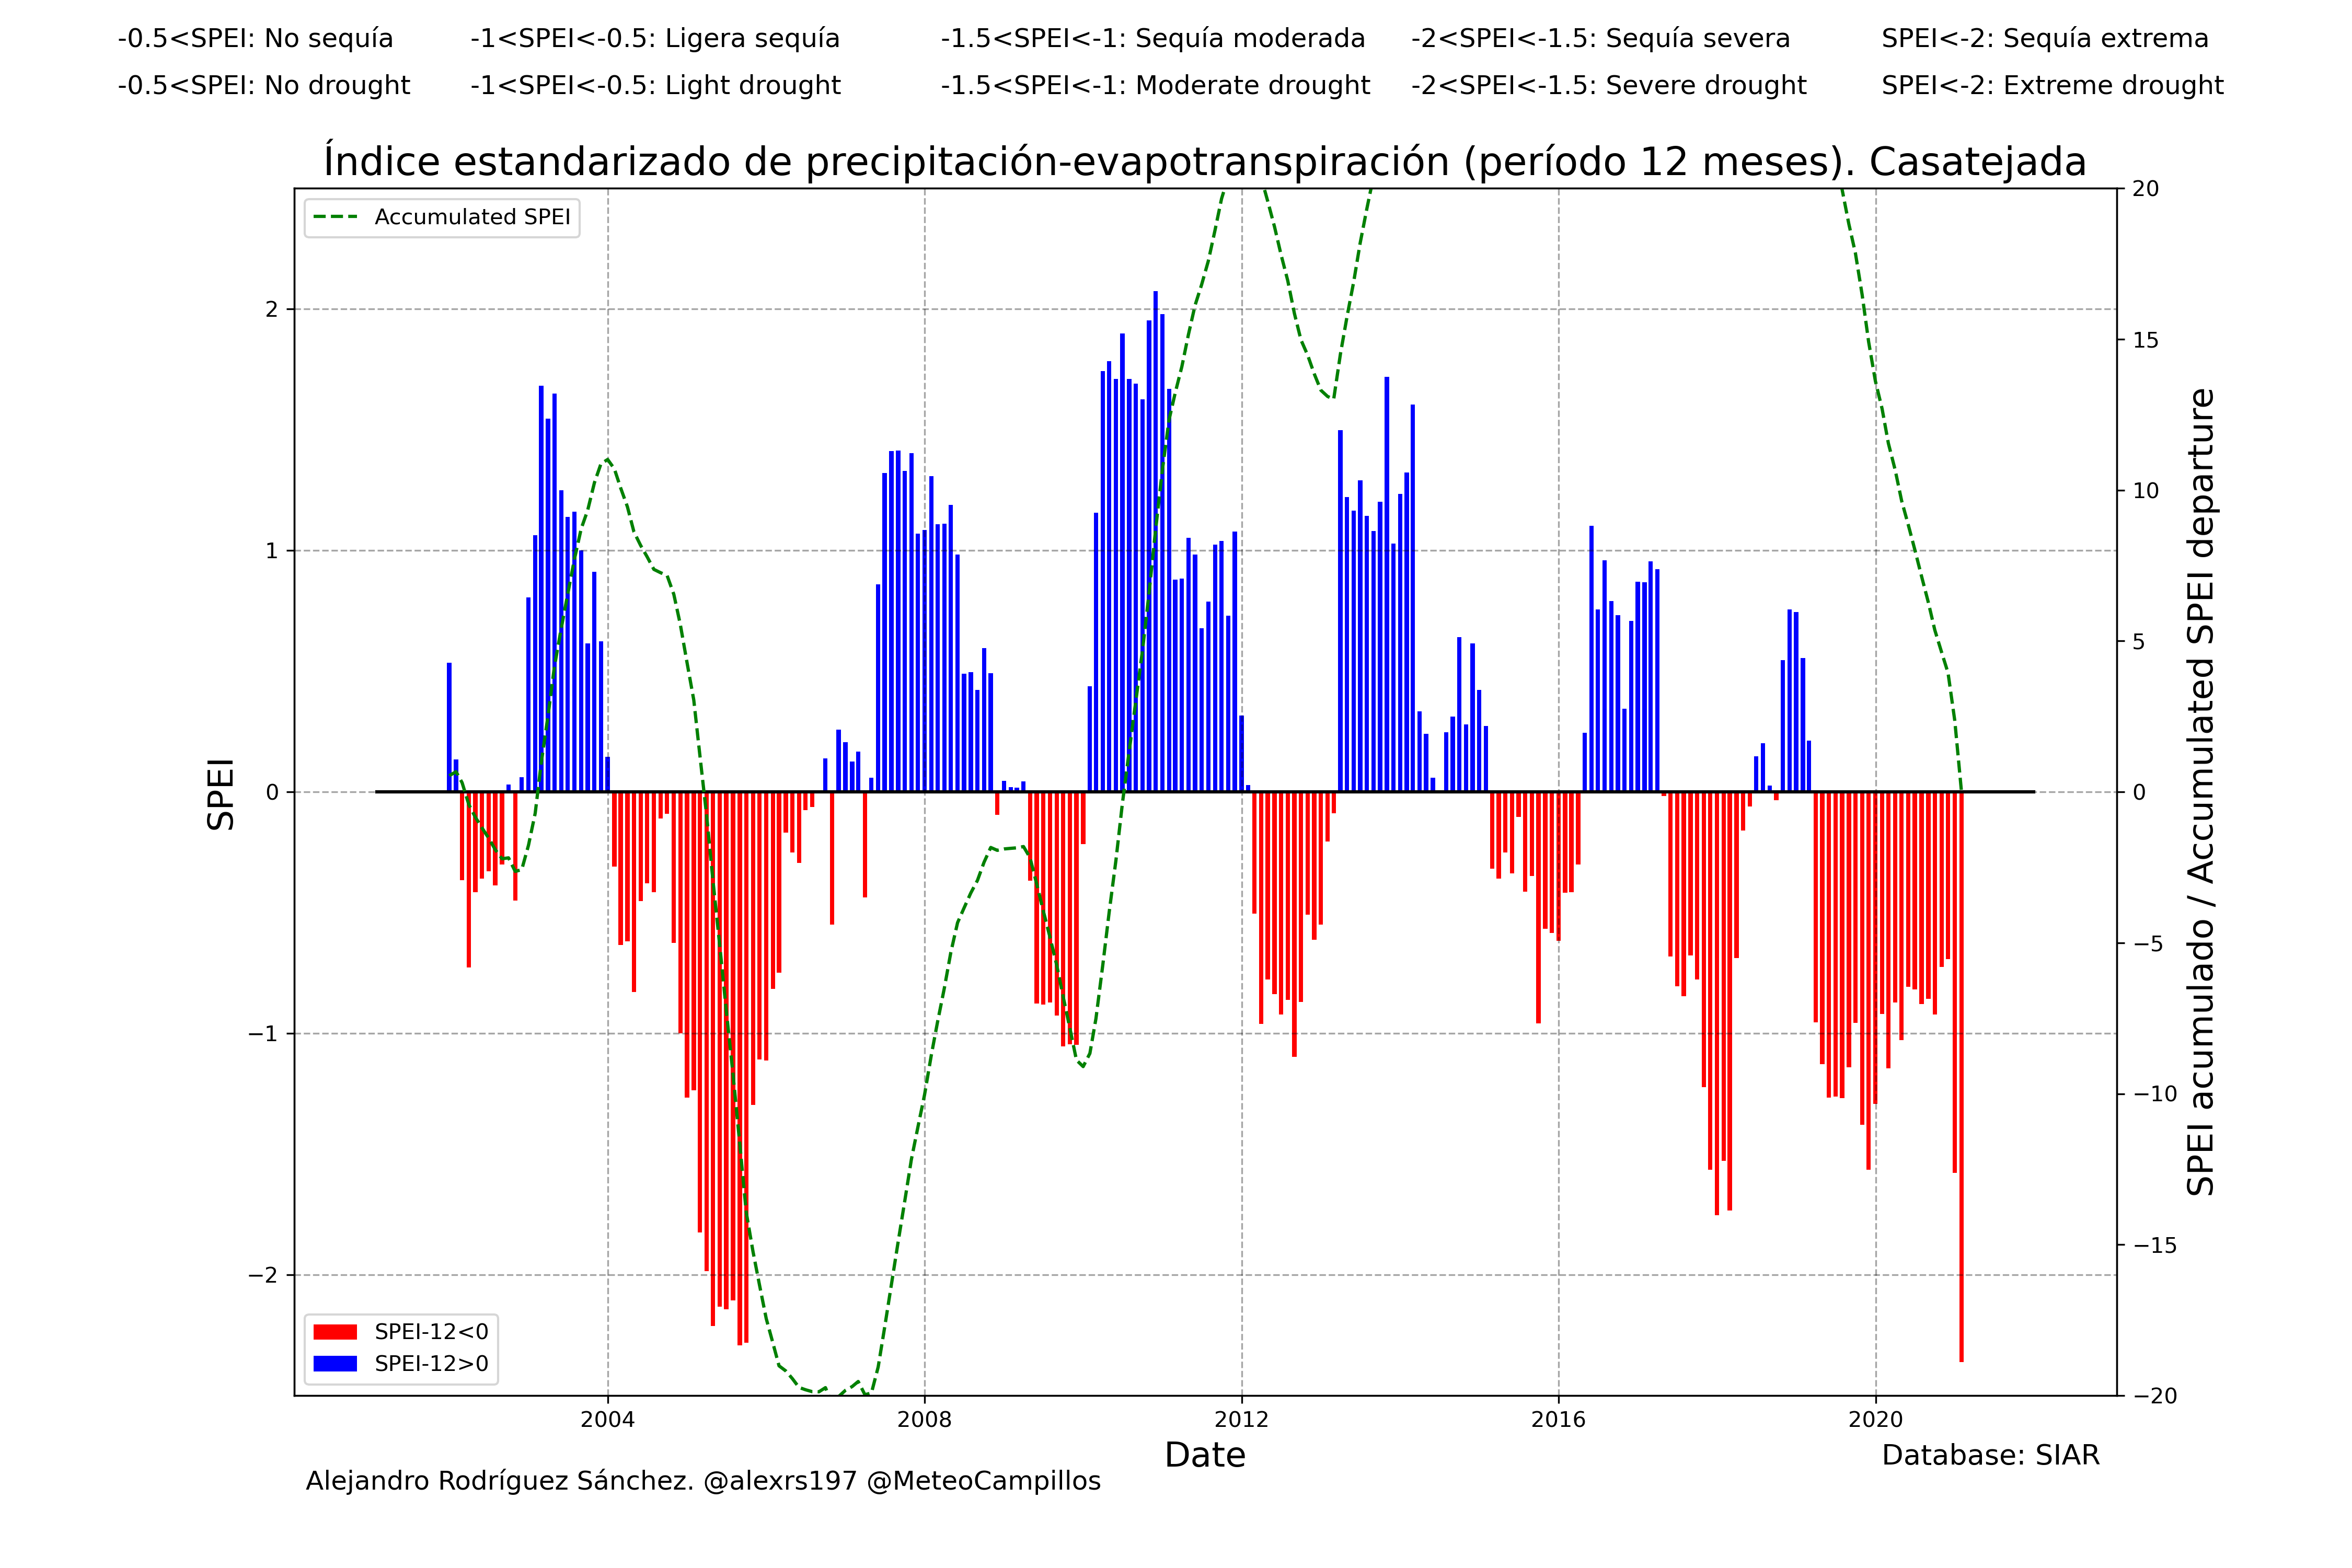 -0.5<SPEI: No sequía -1<SPEI<-0.5: Ligera sequía -1.5<SPEI<-1: Sequía moderada -2<SPEI<-1.5: Sequía severa SPEI<-2: Sequía extrema
-0.5<SPEI: No drought -1<SPEI<-0.5: Light drought -1.5<SPEI<-1: Moderate drought -2<SPEI<-1.5: Severe drought SPEI<-2: Extreme drought
Índice estandarizado de precipitación-evapotranspiración (período 12 meses). Casatejada
Accumulated SPEI
SPEI
2
1
0
−1
−2
20
15
10
5
0
−5
−10
−15
−20
SPEI acumulado / Accumulated SPEI departure
SPEI-12<0
SPEI-12>0
2004 2008 2012 2016 2020
Date
Database: SIAR
Alejandro Rodríguez Sánchez. @alexrs197 @MeteoCampillos